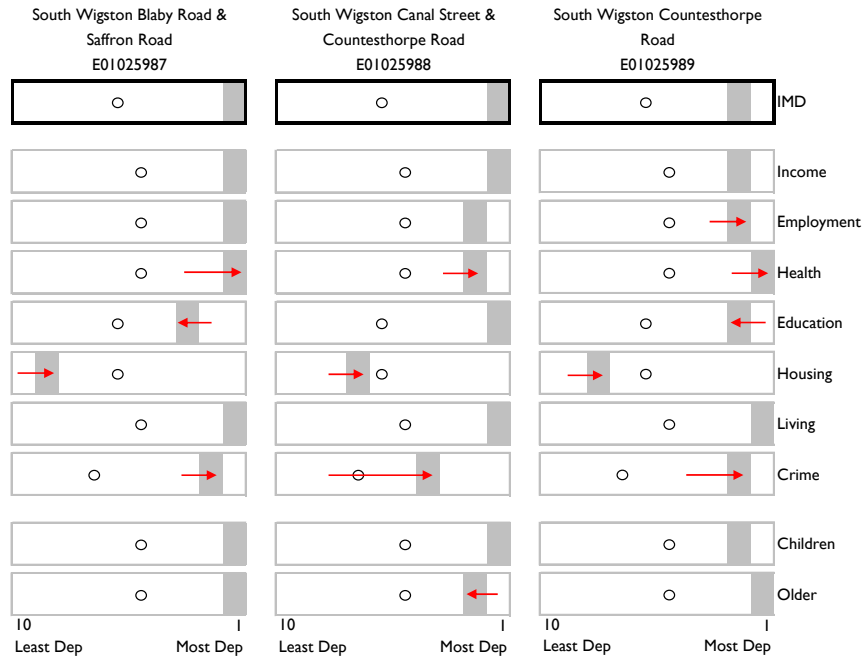 South Wigston Blaby Road &
Saffron Road
E01025987
South Wigston Canal Street &
Countesthorpe Road
E01025988
South Wigston Countesthorpe
Road
E01025989
IMD
Income
Employment
Health
Education
Housing
Living
Crime
Children
Older
10 1 10 1 10 1
Least Dep Most Dep Least Dep Most Dep Least Dep Most Dep